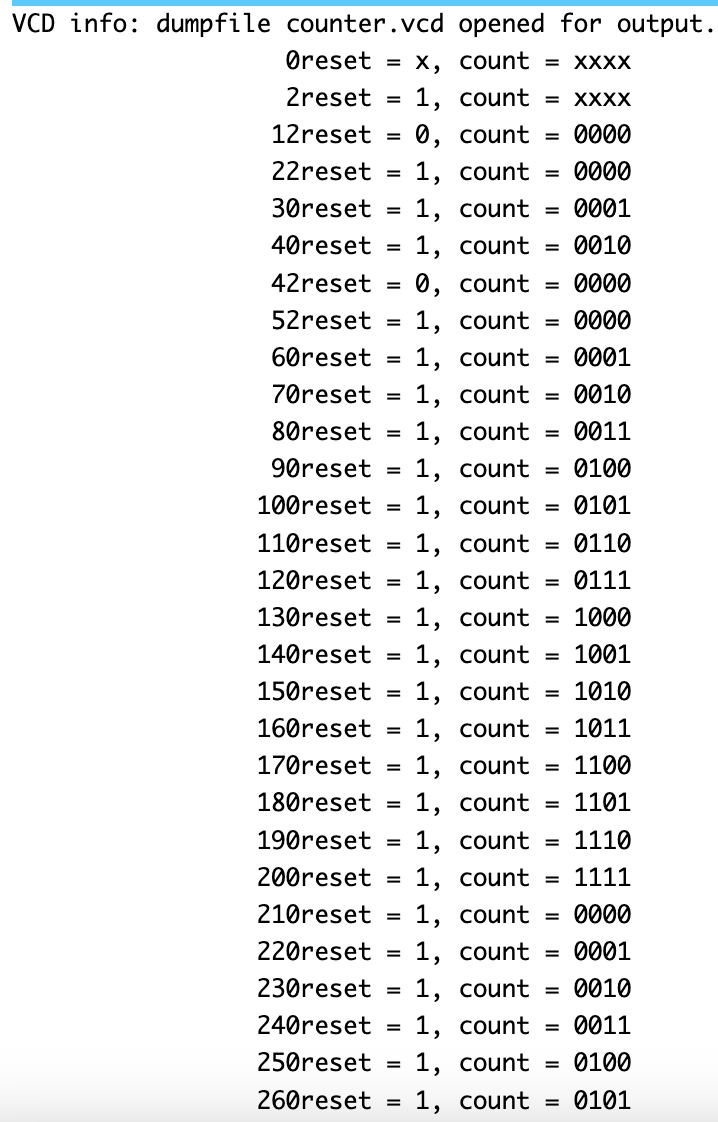 VCD info: dumpfile counter.vcd opened for output.
0reset = x, count = xxxx
2reset = 1, count = xxxx
12reset = 0, count = 0000
22reset = 1, count = 0000
30reset = 1, count = 0001
40reset = 1, count = 0010
42reset = 0, count = 0000
52reset = 1, count = 0000
60reset = 1, count = 0001
70reset = 1, count = 0010
80reset = 1, count = 0011
90reset = 1, count = 0100
100reset = 1, count = 0101
110reset = 1, count = 0110
120reset = 1, count = 0111
130reset = 1, count = 1000
140reset = 1, count = 1001
150reset = 1, count = 1010
160reset = 1, count = 1011
170reset = 1, count = 1100
180reset = 1, count = 1101
190reset = 1, count = 1110
200reset = 1, count = 1111
210reset = 1, count = 0000
220reset = 1, count = 0001
230reset = 1, count = 0010
240reset = 1, count = 0011
250reset = 1, count = 0100
260reset = 1, count = 0101